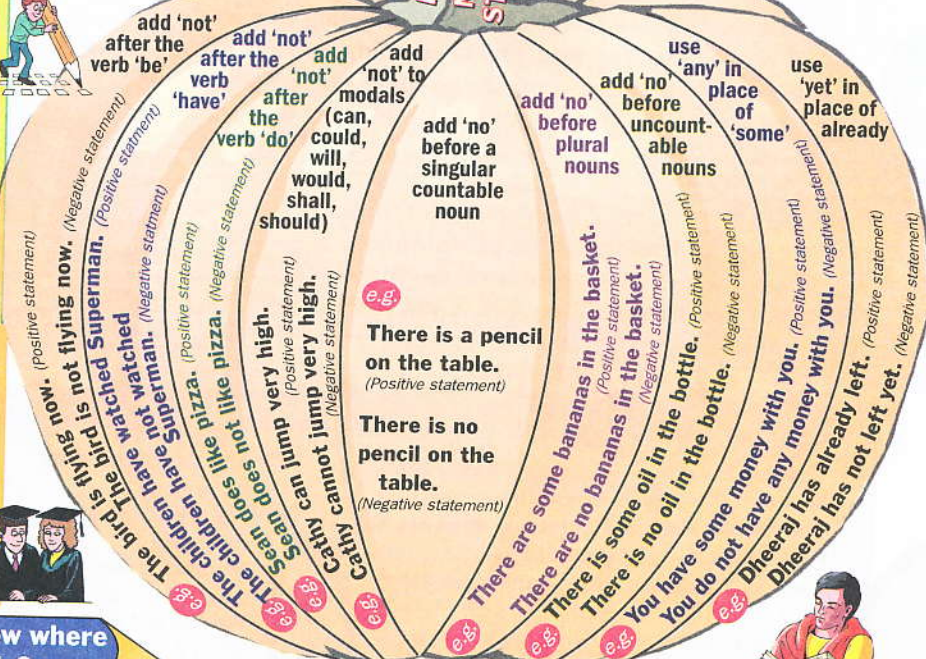 add 'not'
after the
verb 'be'
The bird is flying now. (Positive statement)
The bird is not flying now. (Negative statement)
e.g.
add 'not'
after the
verb
'have'
The children have watched Superman. (Positive statment)
The children have not watched
Superman. (Negative statment)
e.g.
add
'not'
after
the
verb 'do'
Sean does like pizza. (Positive statement)
Sean does not like pizza. (Negative statement)
e.g.
add
'not' to
modals
(can,
could,
will,
would,
shall,
should)
Cathy can jump very high.
(Positive statement)
Cathy cannot jump very high.
(Negative statement)
e.g.
add 'no'
before a
singular
countable
noun
e.g.
There is a pencil
on the table.
(Positive statement)
There is no
pencil on the
table.
(Negative statement)
add 'no'
before
plural
nouns
There are some bananas in the basket.
(Positive statement)
There are no bananas in the basket.
(Negative statement)
e.g.
add 'no'
before
uncount-
able
nouns
There is some oil in the bottle. (Positive statement)
There is no oil in the bottle. (Negative statement)
e.g.
use
'any' in
place
of
'some'
You have some money with you. (Positive statement)
You do not have any money with you. (Negative statement)
e.g.
use
'yet' in
place of
already
Dheeraj has already left. (Positive statement)
Dheeraj has not left yet. (Negative statement)
e.g.
where